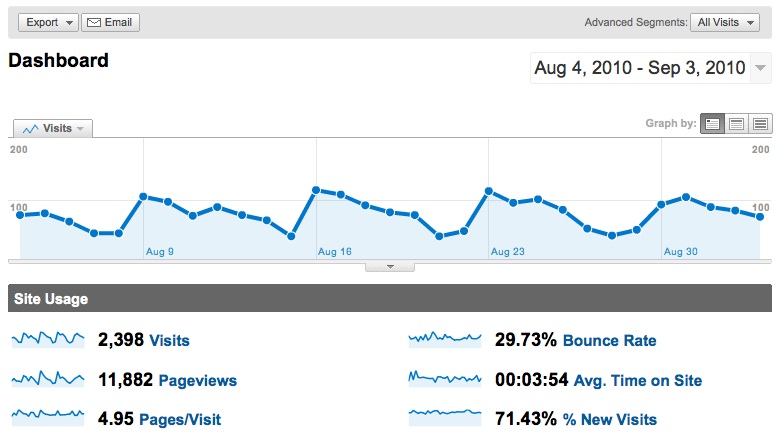 Export Email Advanced Segments: All Visits
Dashboard
Aug 4, 2010 - Sep 3, 2010
Visits Graph by:
200 200
100 100
Aug 9 Aug 16 Aug 23 Aug 30
Site Usage
2,398 Visits 29.73% Bounce Rate
11,882 Pageviews 00:03:54 Avg. Time on Site
4.95 Pages/Visit 71.43% % New Visits